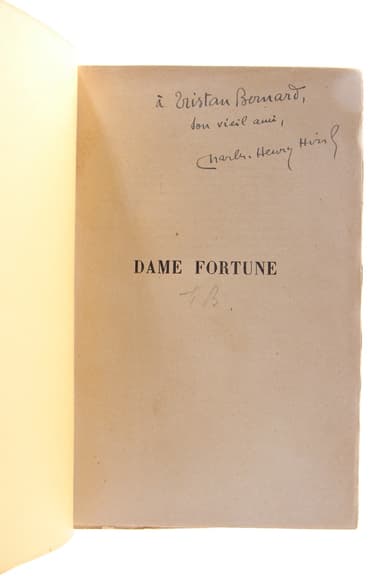 à Tristan Bernard,
son vieil ami,
Charles-Henry Hirsch
DAME FORTUNE
T B